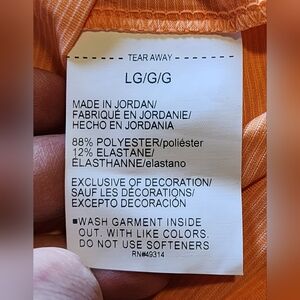 TEAR AWAY
LG/G/G
MADE IN JORDAN/
FABRIQUÉ EN JORDANIE/
HECHO EN JORDANIA
88% POLYESTER/poliéster
12% ELASTANE/
ÉLASTHANNE/elastano
EXCLUSIVE OF DECORATION/
SAUF LES DÉCORATIONS/
EXCEPTO DECORACIÓN
■WASH GARMENT INSIDE
OUT. WITH LIKE COLORS.
DO NOT USE SOFTENERS
RN#49314